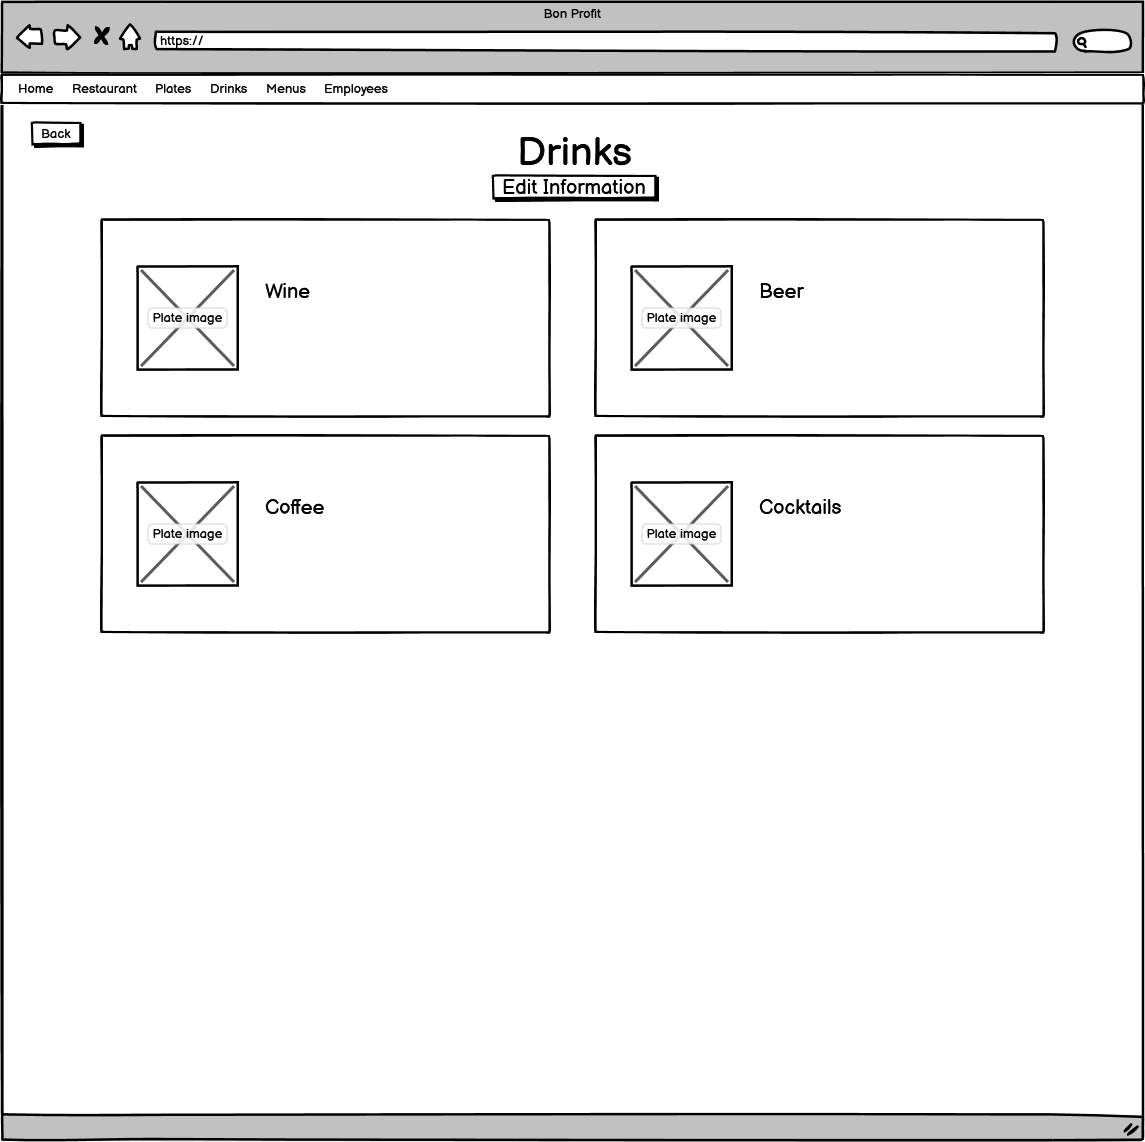 Bon Profit
https://
Home Restaurant Plates Drinks Menus Employees
Back
Drinks
Edit Information
Plate image
Wine
Plate image
Beer
Plate image
Coffee
Plate image
Cocktails